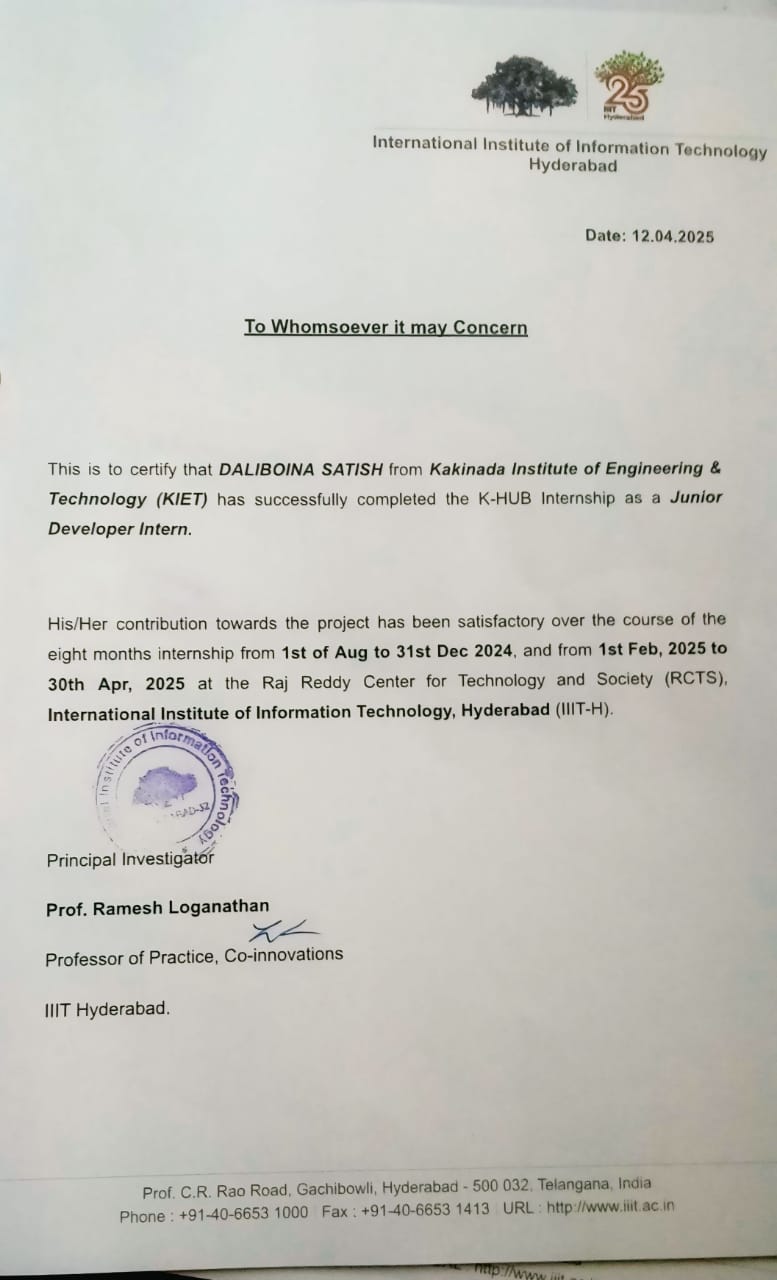 25
IIIT
Hyderabad
International Institute of Information Technology
Hyderabad
Date: 12.04.2025
To Whomsoever it may Concern
This is to certify that DALIBOINA SATISH from Kakinada Institute of Engineering &
Technology (KIET) has successfully completed the K-HUB Internship as a Junior
Developer Intern.
His/Her contribution towards the project has been satisfactory over the course of the
eight months internship from 1st of Aug to 31st Dec 2024, and from 1st Feb, 2025 to
30th Apr, 2025 at the Raj Reddy Center for Technology and Society (RCTS),
International Institute of Information Technology, Hyderabad (IIIT-H).
Institute of Information Technology
Principal Investigator
Prof. Ramesh Loganathan
Professor of Practice, Co-innovations
IIIT Hyderabad.
Prof. C.R. Rao Road, Gachibowli, Hyderabad - 500 032, Telangana, India
Phone : +91-40-6653 1000 Fax : +91-40-6653 1413 URL : http://www.iiit.ac.in
http://www.iiit